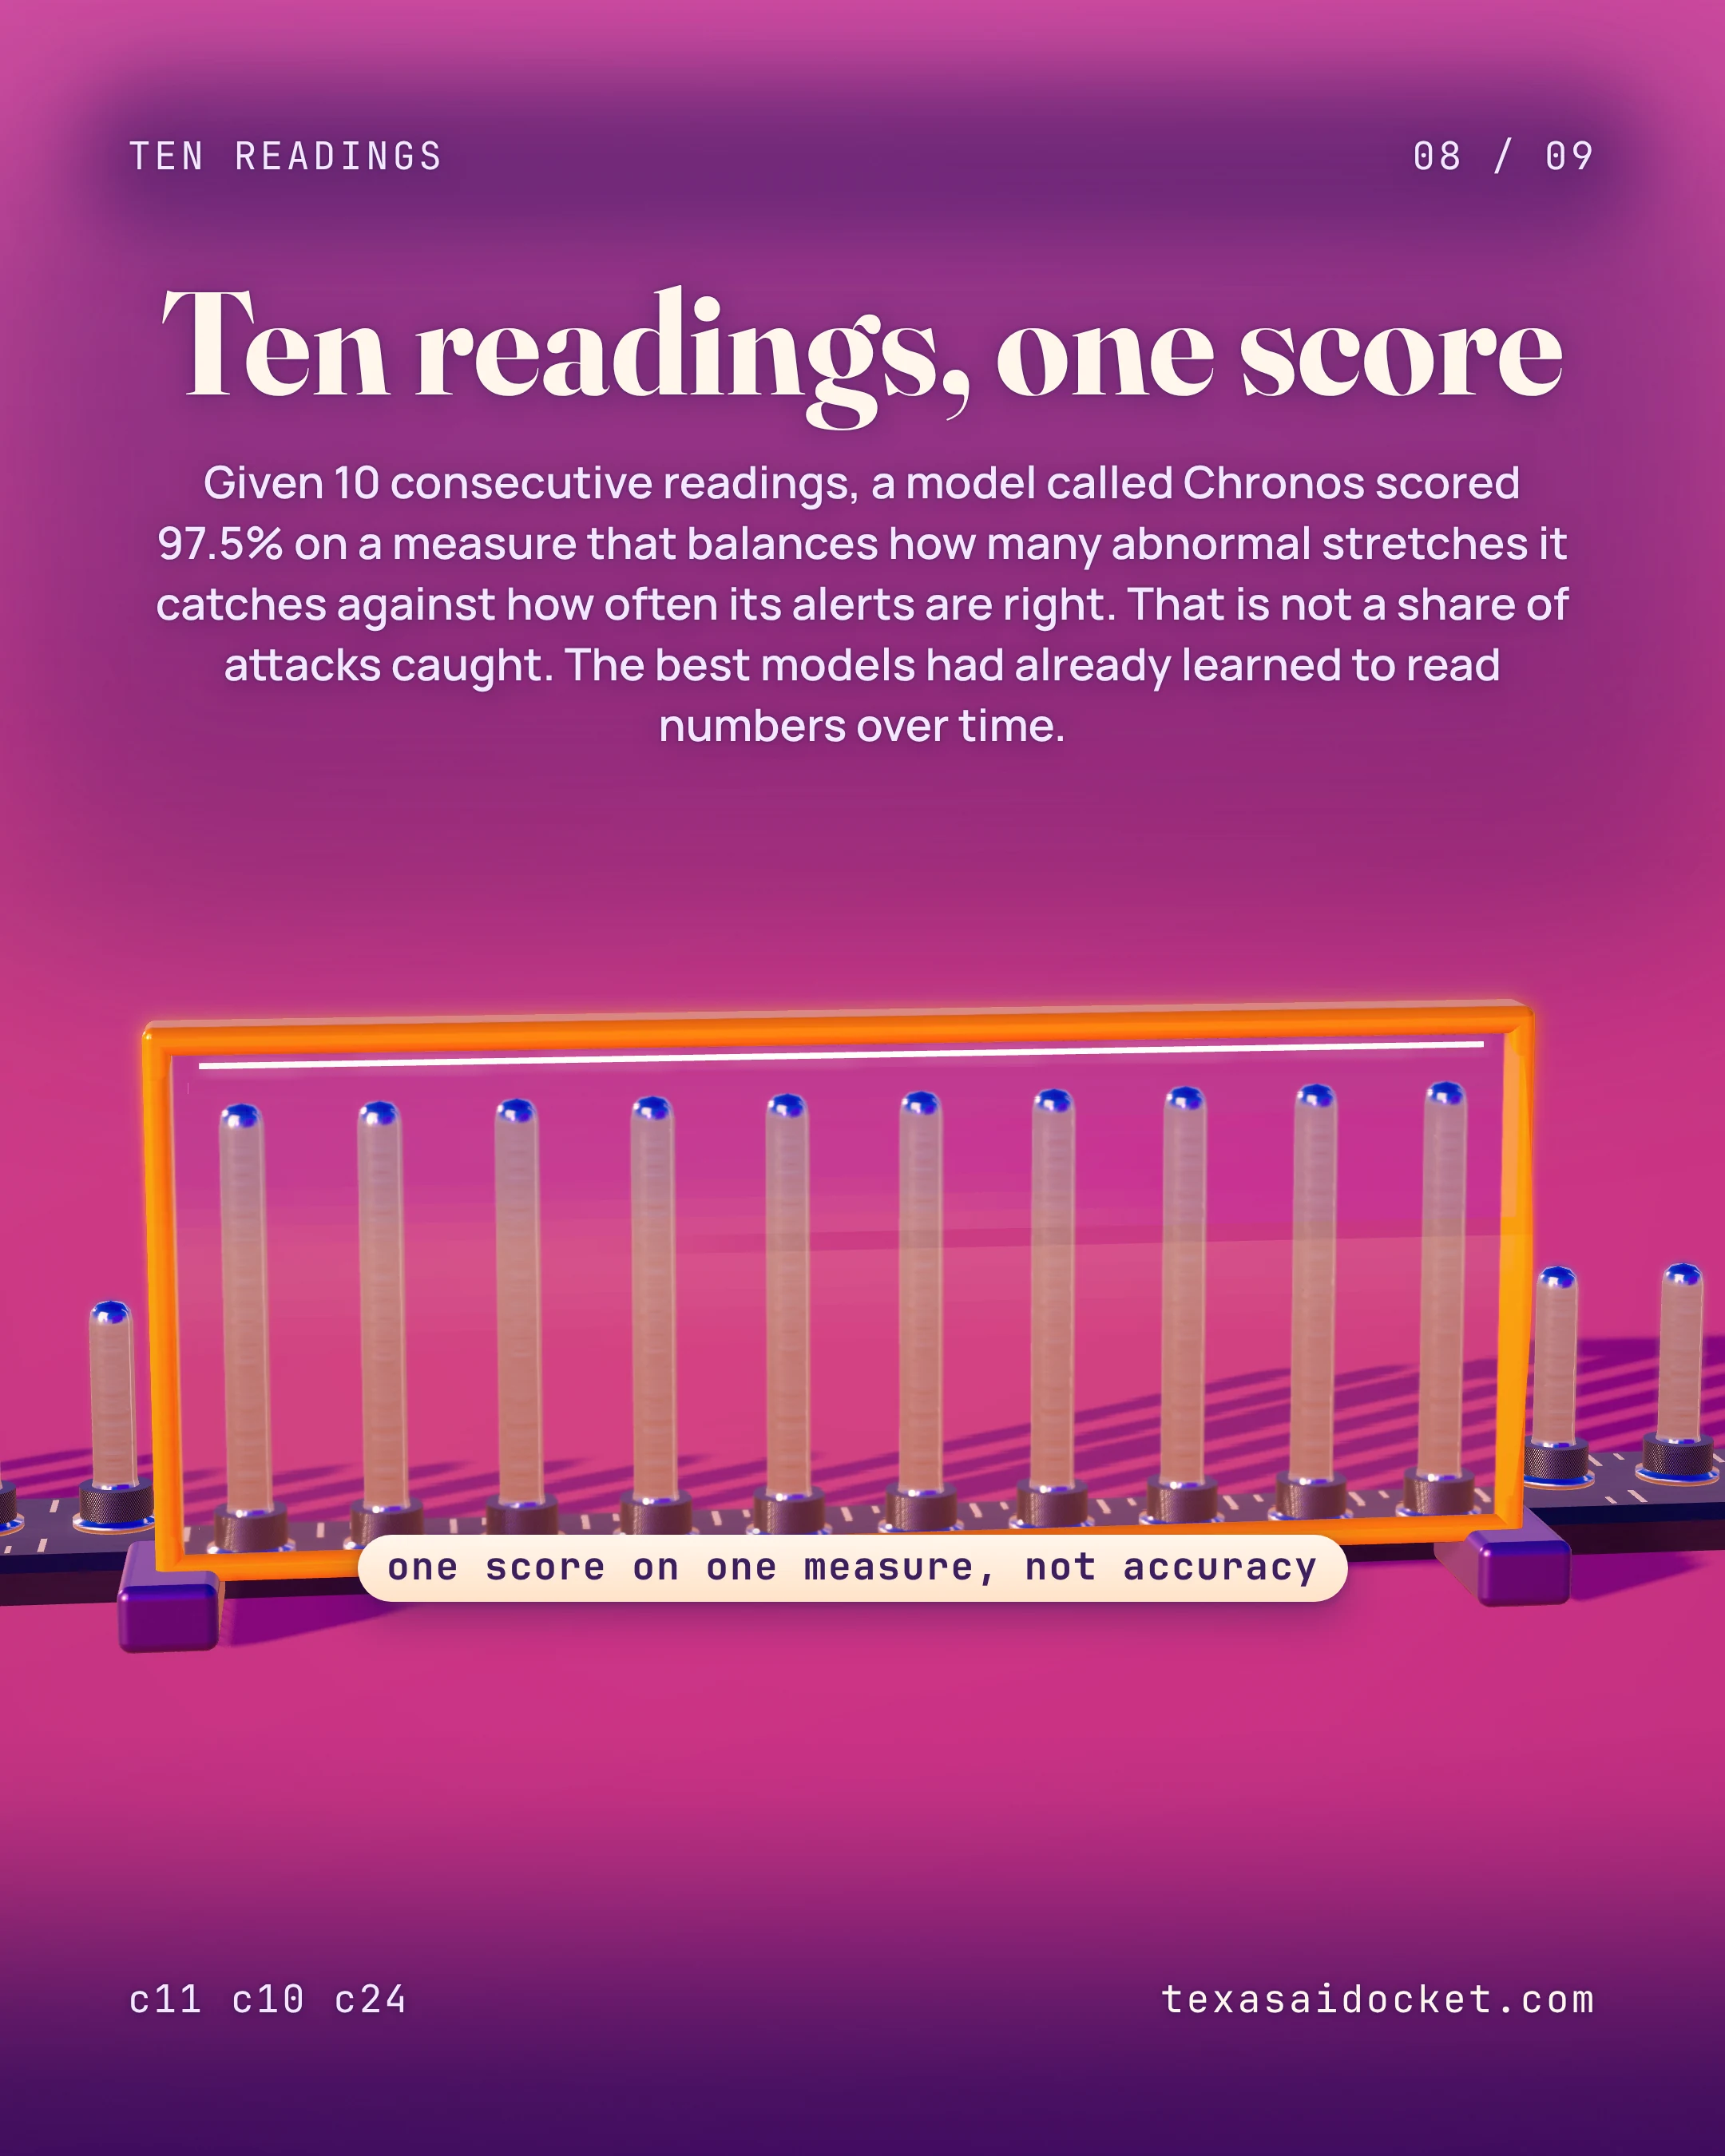 TEN READINGS
08 / 09
Ten readings, one score
Given 10 consecutive readings, a model called Chronos scored
97.5% on a measure that balances how many abnormal stretches it
catches against how often its alerts are right. That is not a share of
attacks caught. The best models had already learned to read
numbers over time.
one score on one measure, not accuracy
c11 c10 c24
texasaidocket.com